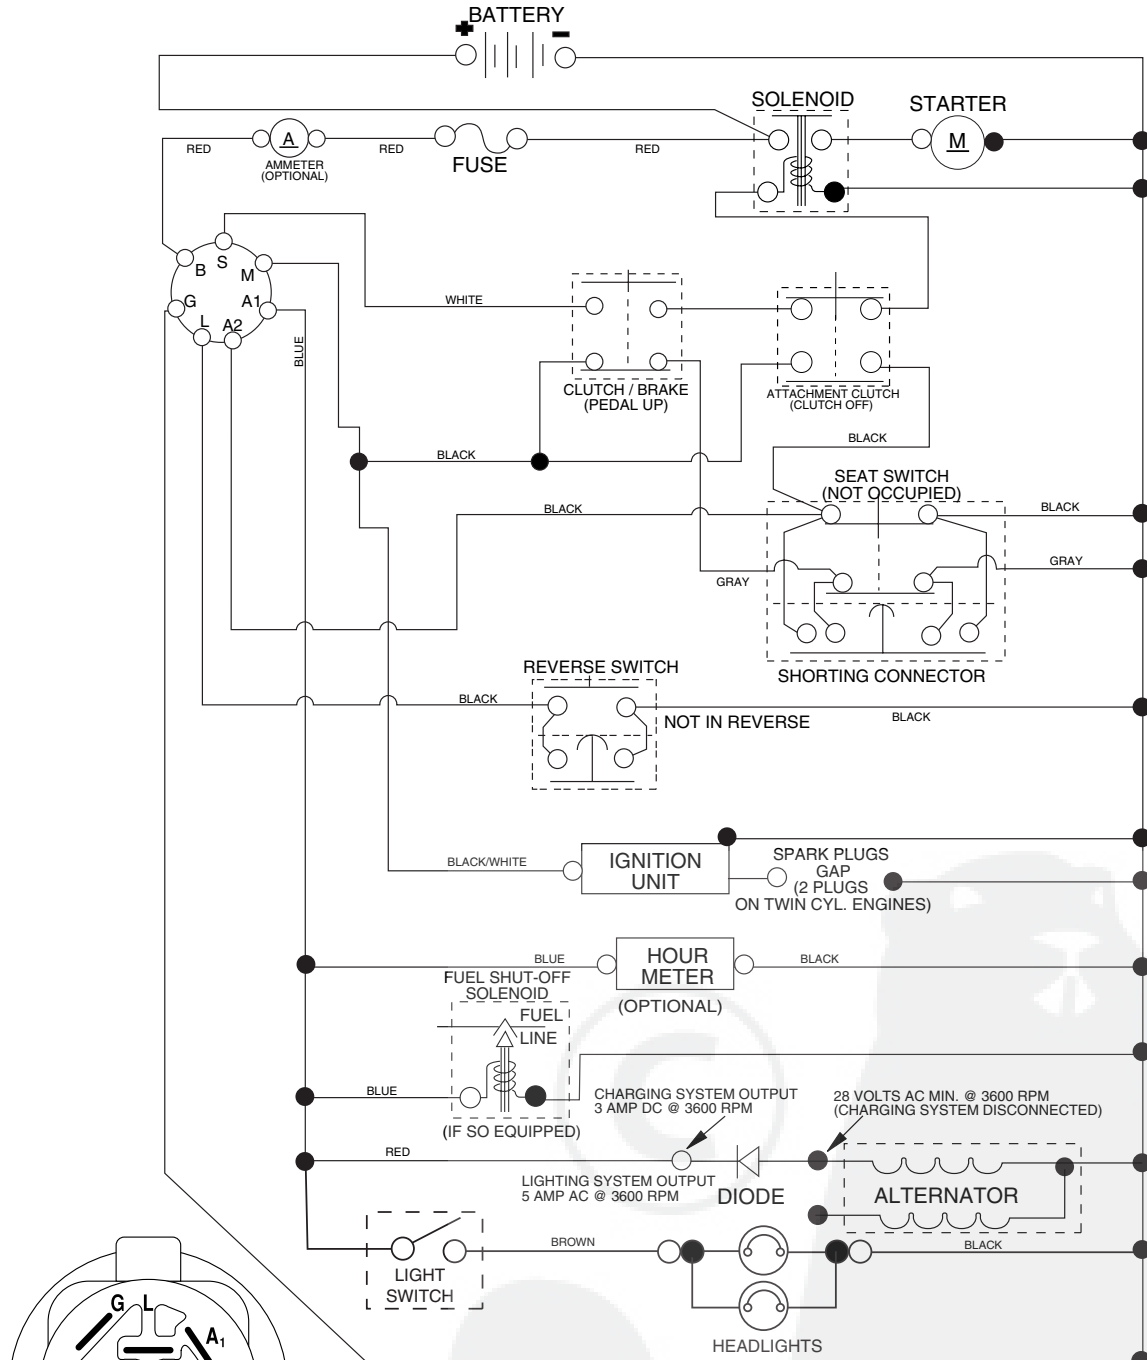 BATTERY
SOLENOID
STARTER
A
M
RED
RED
RED
AMMETER
(OPTIONAL)
FUSE
B
S
M
G
A1
L
A2
BLUE
WHITE
CLUTCH / BRAKE
(PEDAL UP)
ATTACHMENT CLUTCH
(CLUTCH OFF)
BLACK
BLACK
SEAT SWITCH
(NOT OCCUPIED)
BLACK
BLACK
GRAY
GRAY
SHORTING CONNECTOR
REVERSE SWITCH
BLACK
NOT IN REVERSE
BLACK
BLACK/WHITE
IGNITION
UNIT
SPARK PLUGS
GAP
(2 PLUGS
ON TWIN CYL. ENGINES)
BLUE
HOUR
METER
BLACK
(OPTIONAL)
FUEL SHUT-OFF
SOLENOID
FUEL
LINE
BLUE
(IF SO EQUIPPED)
CHARGING SYSTEM OUTPUT
3 AMP DC @ 3600 RPM
28 VOLTS AC MIN. @ 3600 RPM
(CHARGING SYSTEM DISCONNECTED)
RED
LIGHTING SYSTEM OUTPUT
5 AMP AC @ 3600 RPM
DIODE
ALTERNATOR
BROWN
BLACK
LIGHT
SWITCH
HEADLIGHTS
G
L
A1